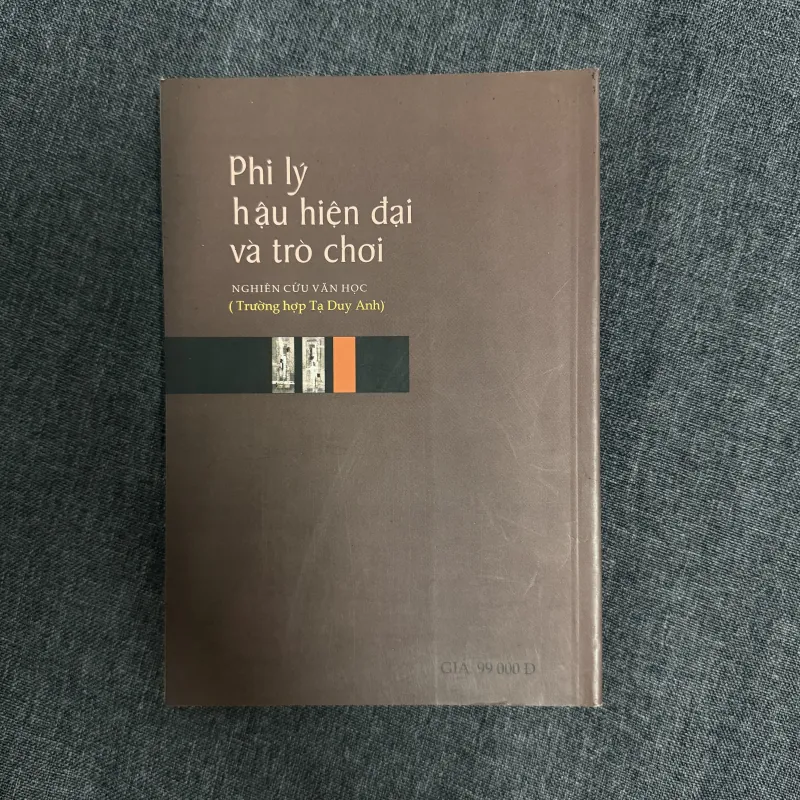 Phi lý
hậu hiện đại
và trò chơi
NGHIÊN CỨU VĂN HỌC
( Trường hợp Tạ Duy Anh)
GIÁ 99 000 Đ